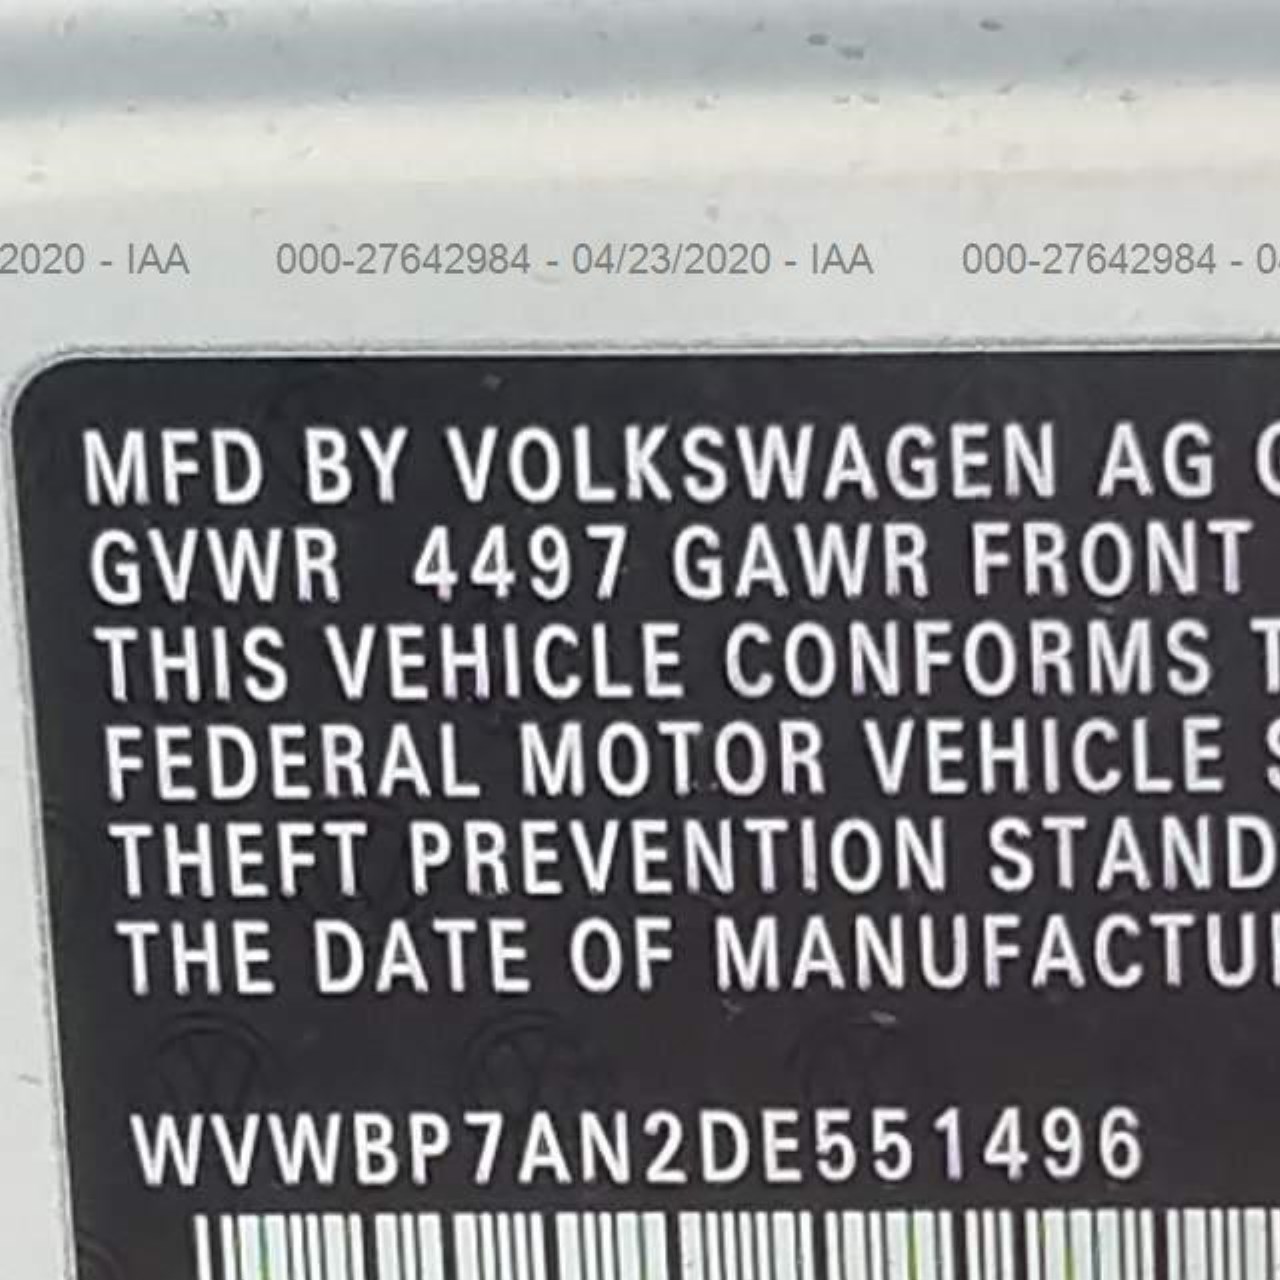 2020 - IAA 000-27642984 - 04/23/2020 - IAA 000-27642984 - 0
MFD BY VOLKSWAGEN AG
GVWR 4497 GAWR FRONT
THIS VEHICLE CONFORMS T
FEDERAL MOTOR VEHICLE S
THEFT PREVENTION STAND
THE DATE OF MANUFACTU
WVWBP7AN2DE551496